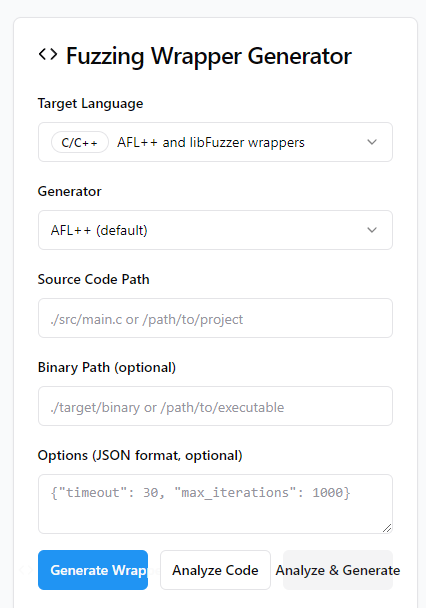 Fuzzing Wrapper Generator
Target Language
C/C++ AFL++ and libFuzzer wrappers
Generator
AFL++ (default)
Source Code Path
./src/main.c or /path/to/project
Binary Path (optional)
./target/binary or /path/to/executable
Options (JSON format, optional)
{"timeout": 30, "max_iterations": 1000}
Generate Wrapp Analyze Code Analyze & Generate